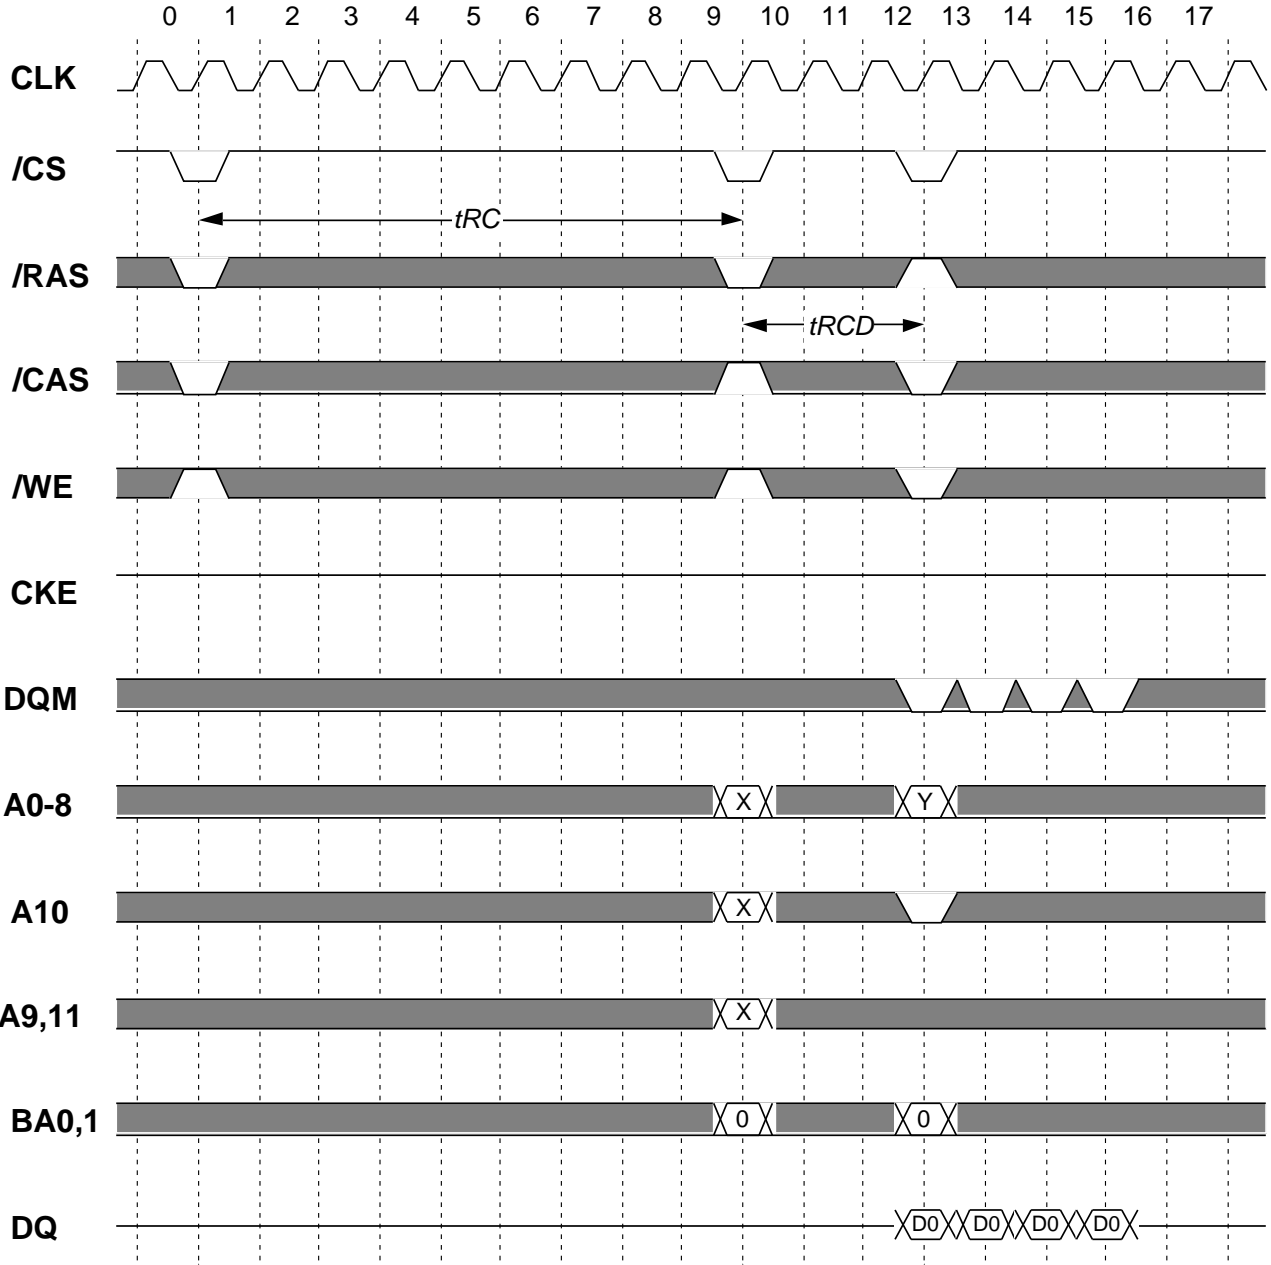 0 1 2 3 4 5 6 7 8 9 10 11 12 13 14 15 16 17
CLK
/CS
tRC
/RAS
tRCD
/CAS
/WE
CKE
DQM
A0-8 X Y
A10 X
A9,11 X
BA0,1 0 0
DQ D0 D0 D0 D0